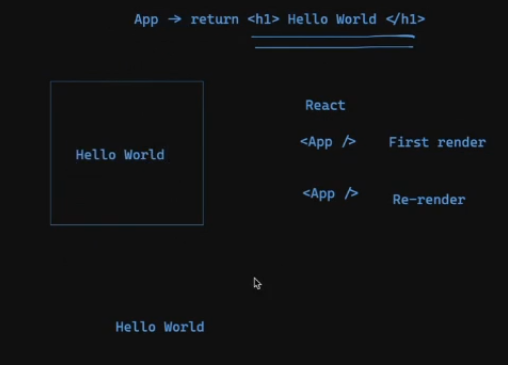 App → return <h1> Hello World </h1>
React
<App /> First render
Hello World
<App /> Re-render
Hello World